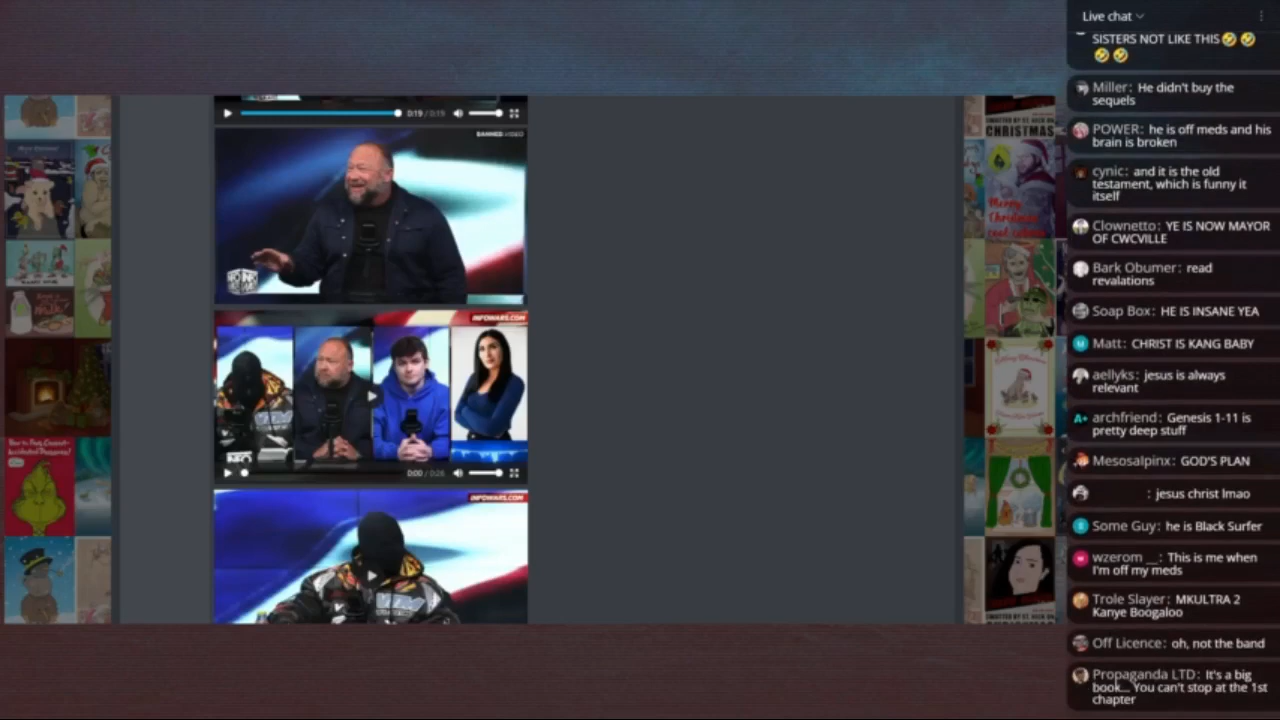 Live chat
SISTERS NOT LIKE THIS🤣🤣
🤣🤣
Miller: He didn't buy the
sequels
POWER: he is off meds and his
brain is broken
cynic: and it is the old
testament, which is funny it
itself
Clownetto: YE IS NOW MAYOR
OF CWCVILLE
Bark Obumer: read
revalations
Soap Box: HE IS INSANE YEA
Matt: CHRIST IS KANG BABY
aellyks: jesus is always
relevant
archfriend: Genesis 1-11 is
pretty deep stuff
Mesosalpinx: GOD'S PLAN
: jesus christ lmao
Some Guy: he is Black Surfer
wzerom __: This is me when
I'm off my meds
Trole Slayer: MKULTRA 2
Kanye Boogaloo
Off Licence: oh, not the band
Propaganda LTD: It's a big
book... You can't stop at the 1st
chapter
0:19 / 0:19
BANNED.VIDEO
INFOWARS.COM
INFO
0:00 / 0:26
INFOWARS.COM
CHRISTMAS
Merry
Christmas